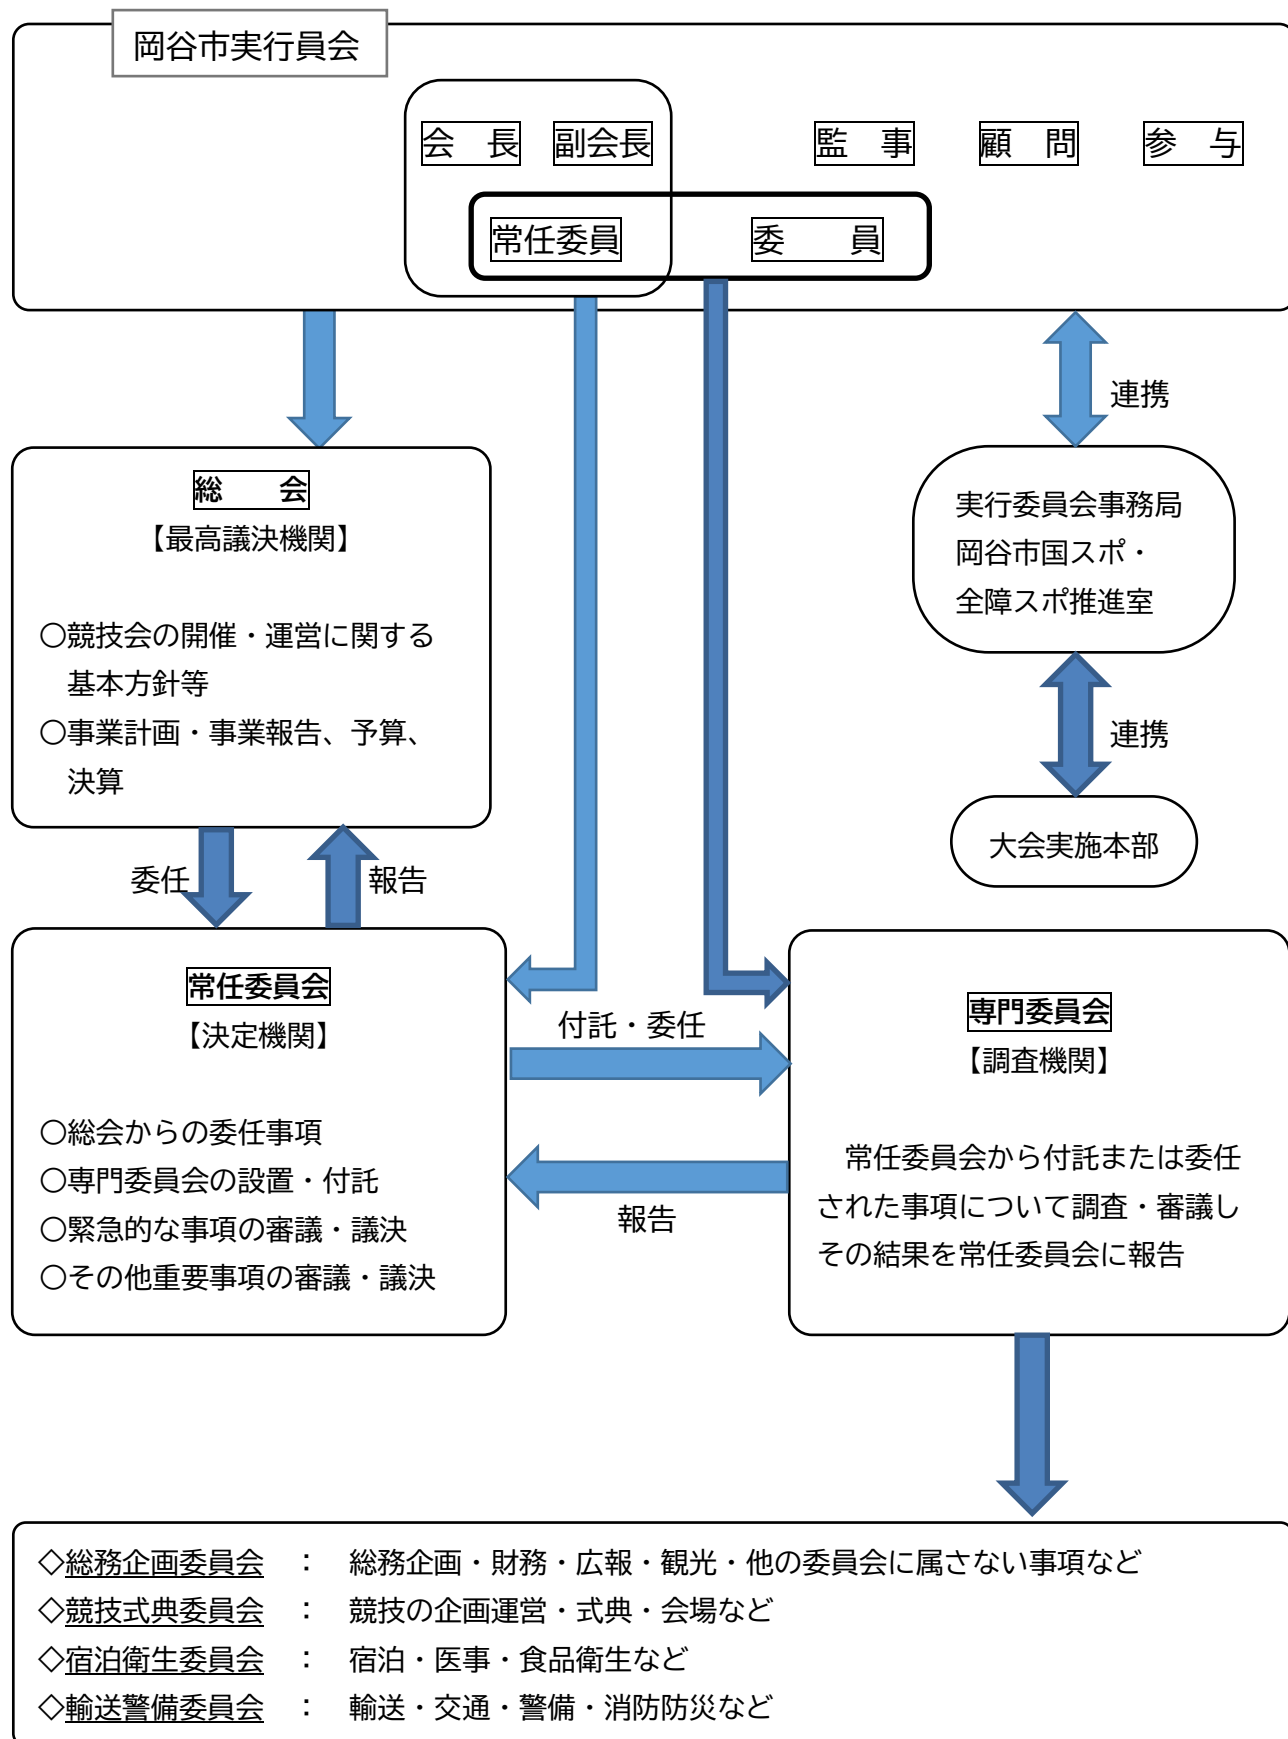 岡谷市実行員会
会　長　副会長　監　事　顧　問　参　与
常任委員　委　　員
連携
総　　会
【最高議決機関】
〇競技会の開催・運営に関する
基本方針等
〇事業計画・事業報告、予算、
決算
実行委員会事務局
岡谷市国スポ・
全障スポ推進室
連携
大会実施本部
委任
報告
常任委員会
【決定機関】
〇総会からの委任事項
〇専門委員会の設置・付託
〇緊急的な事項の審議・議決
〇その他重要事項の審議・議決
付託・委任
報告
専門委員会
【調査機関】
常任委員会から付託または委任
された事項について調査・審議し
その結果を常任委員会に報告
◇総務企画委員会　：　総務企画・財務・広報・観光・他の委員会に属さない事項など
◇競技式典委員会　：　競技の企画運営・式典・会場など
◇宿泊衛生委員会　：　宿泊・医事・食品衛生など
◇輸送警備委員会　：　輸送・交通・警備・消防防災など